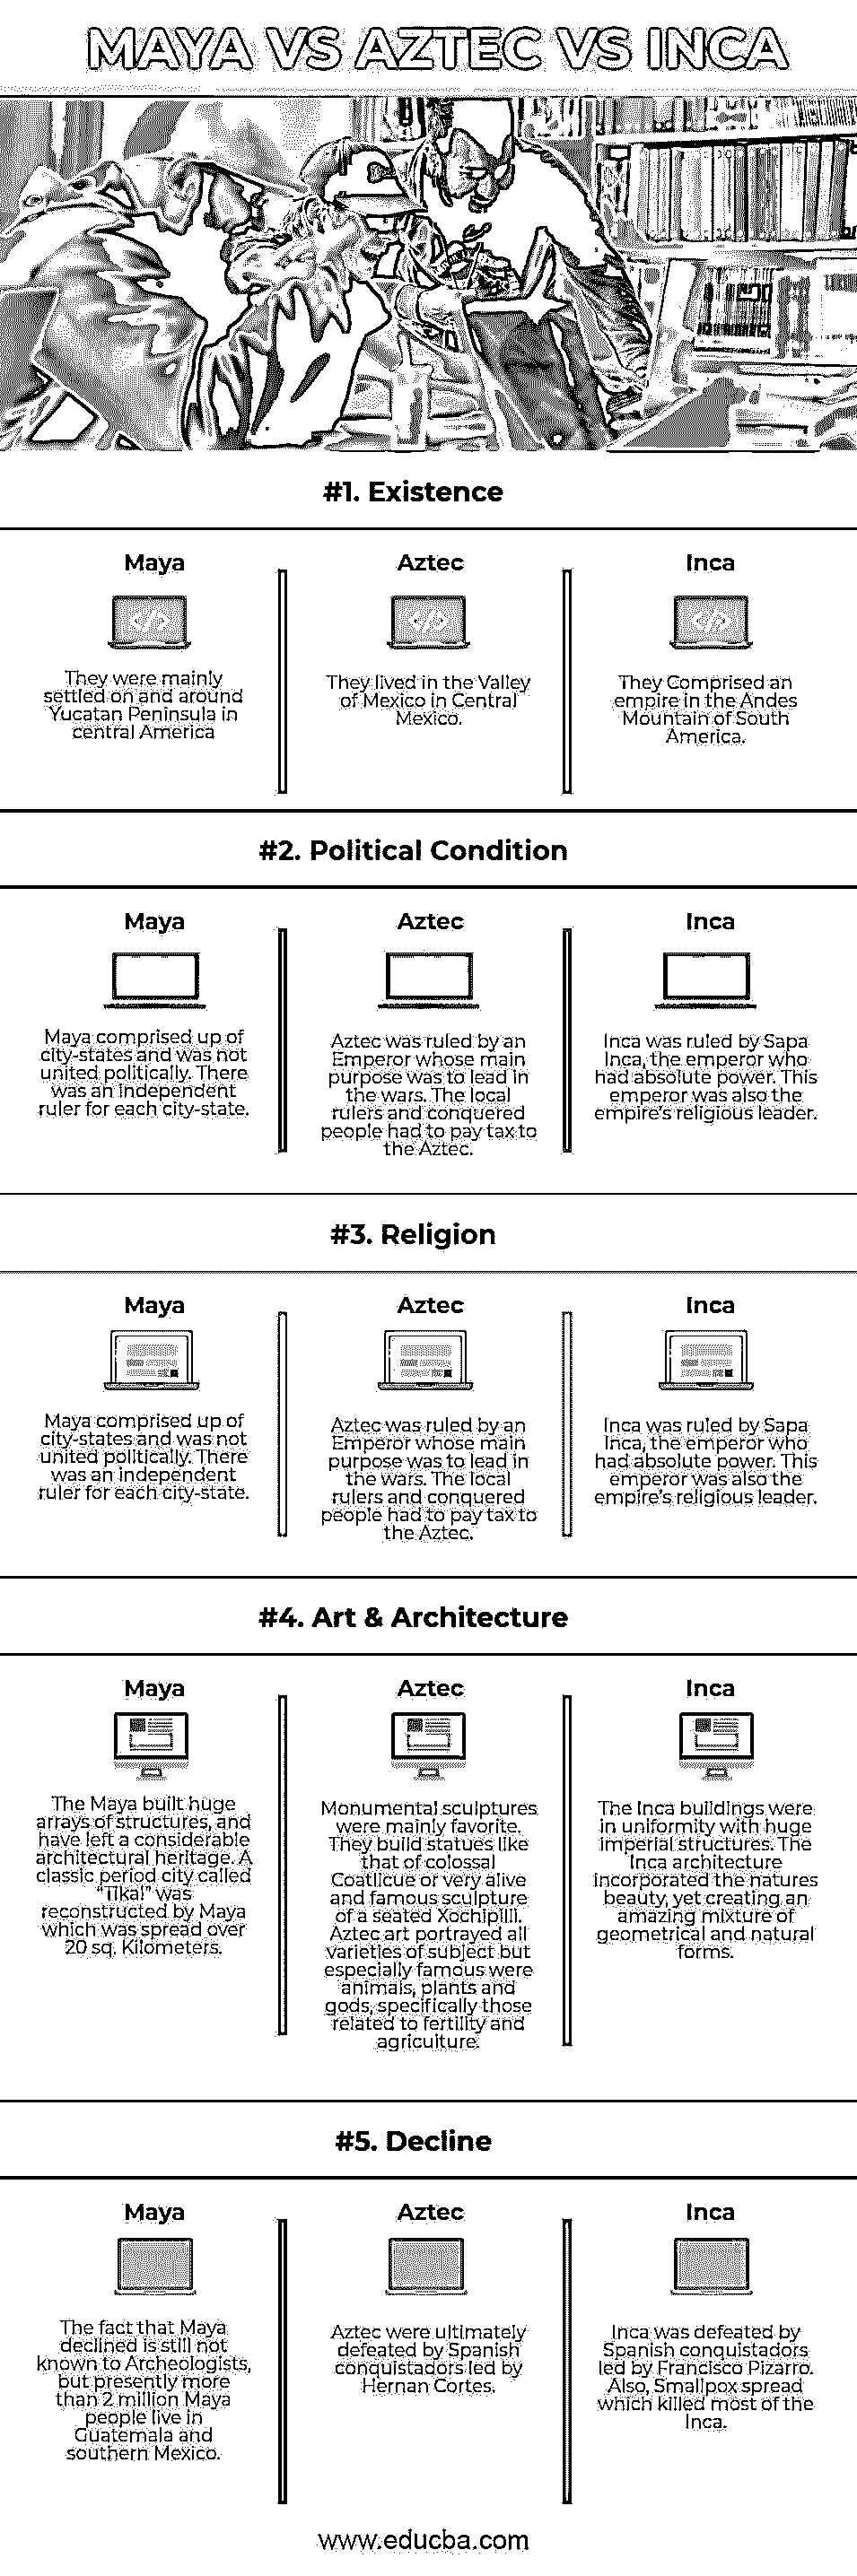 MAYA VS AZTEC VS INCA
#1. Existence
Maya
They were mainly
settled on and around
Yucatan Peninsula in
central America
Aztec
They lived in the Valley
of Mexico in Central
Mexico.
Inca
They Comprised an
empire in the Andes
Mountain of South
America.
#2. Political Condition
Maya
Maya comprised up of
city-states and was not
united politically. There
was an independent
ruler for each city-state.
Aztec
Aztec was ruled by an
Emperor whose main
purpose was to lead in
the wars. The local
rulers and conquered
people had to pay tax to
the Aztec.
Inca
Inca was ruled by Sapa
Inca, the emperor who
had absolute power. This
emperor was also the
empire's religious leader.
#3. Religion
Maya
Maya comprised up of
city-states and was not
united politically. There
was an independent
ruler for each city-state.
Aztec
Aztec was ruled by an
Emperor whose main
purpose was to lead in
the wars. The local
rulers and conquered
people had to pay tax to
the Aztec.
Inca
Inca was ruled by Sapa
Inca, the emperor who
had absolute power. This
emperor was also the
empire's religious leader.
#4. Art & Architecture
Maya
The Maya built huge
arrays of structures, and
have left a considerable
architectural heritage. A
classic period city called
"Tikal" was
reconstructed by Maya
which was spread over
20 sq. Kilometers.
Aztec
Monumental sculptures
were mainly favorite.
They build statues like
that of colossal
Coatlicue or very alive
and famous sculpture
of a seated Xochipilli.
Aztec art portrayed all
varieties of subject but
especially famous were
animals, plants and
gods, specifically those
related to fertility and
agriculture.
Inca
The Inca buildings were
in uniformity with huge
imperial structures. The
Inca architecture
incorporated the natures
beauty, yet creating an
amazing mixture of
geometrical and natural
forms.
#5. Decline
Maya
The fact that Maya
declined is still not
known to Archeologists,
but presently more
than 2 million Maya
people live in
Guatemala and
southern Mexico.
Aztec
Aztec were ultimately
defeated by Spanish
conquistadors led by
Hernan Cortes.
Inca
Inca was defeated by
Spanish conquistadors
led by Francisco Pizarro.
Also, Smallpox spread
which killed most of the
Inca.
www.educba.com